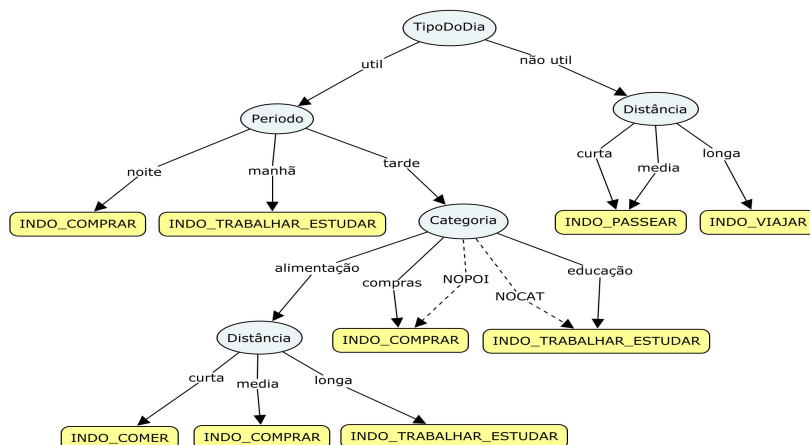 TipoDoDia
util
não util
Periodo
Distância
noite
manhã
tarde
curta
media
longa
INDO_COMPRAR
INDO_TRABALHAR_ESTUDAR
Categoria
INDO_PASSEAR
INDO_VIAJAR
alimentação
compras
NOPOI
NOCAT
educação
Distância
INDO_COMPRAR
INDO_TRABALHAR_ESTUDAR
curta
media
longa
INDO_COMER
INDO_COMPRAR
INDO_TRABALHAR_ESTUDAR